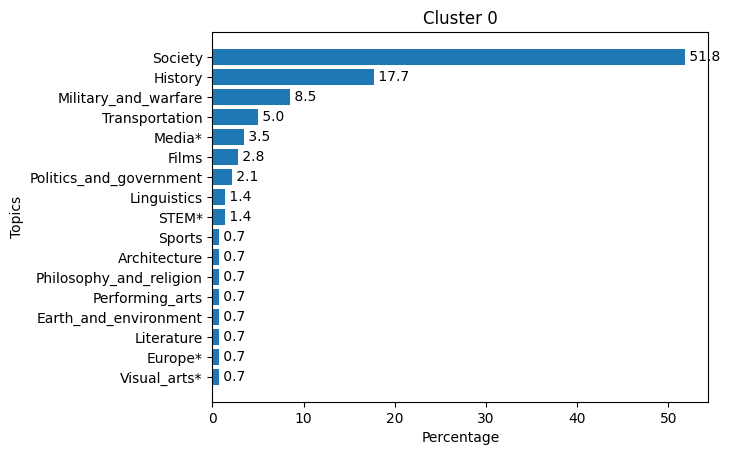 Cluster 0
Topics
Society 51.8
History 17.7
Military_and_warfare 8.5
Transportation 5.0
Media* 3.5
Films 2.8
Politics_and_government 2.1
Linguistics 1.4
STEM* 1.4
Sports 0.7
Architecture 0.7
Philosophy_and_religion 0.7
Performing_arts 0.7
Earth_and_environment 0.7
Literature 0.7
Europe* 0.7
Visual_arts* 0.7
0 10 20 30 40 50
Percentage